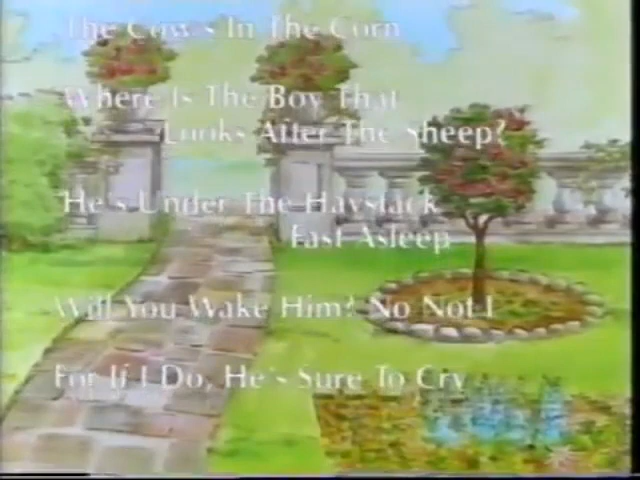 The Cow's In The Corn
Where Is The Boy That
Looks After The Sheep?
He's Under The Haystack
Fast Asleep
Will You Wake Him? No Not I
For If I Do, He's Sure To Cry